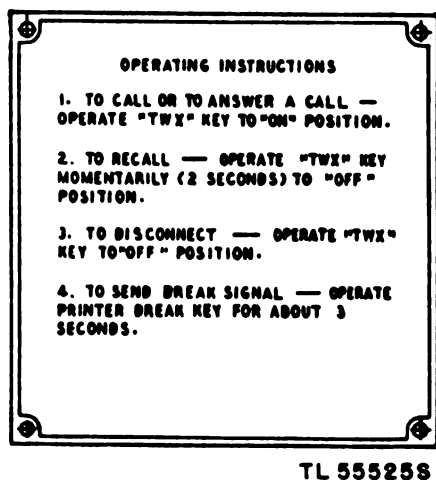 OPERATING INSTRUCTIONS
1. TO CALL OR TO ANSWER A CALL —
OPERATE "TWX" KEY TO "ON" POSITION.
2. TO RECALL — OPERATE "TWX" KEY
MOMENTARILY (2 SECONDS) TO "OFF"
POSITION.
3. TO DISCONNECT — OPERATE "TWX"
KEY TO "OFF" POSITION.
4. TO SEND BREAK SIGNAL — OPERATE
PRINTER BREAK KEY FOR ABOUT 3
SECONDS.
TL 55525S